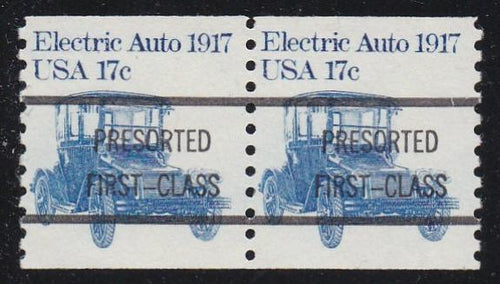 Electric Auto 1917
USA 17c
PRESORTED
FIRST-CLASS
Electric Auto 1917
USA 17c
PRESORTED
FIRST-CLASS